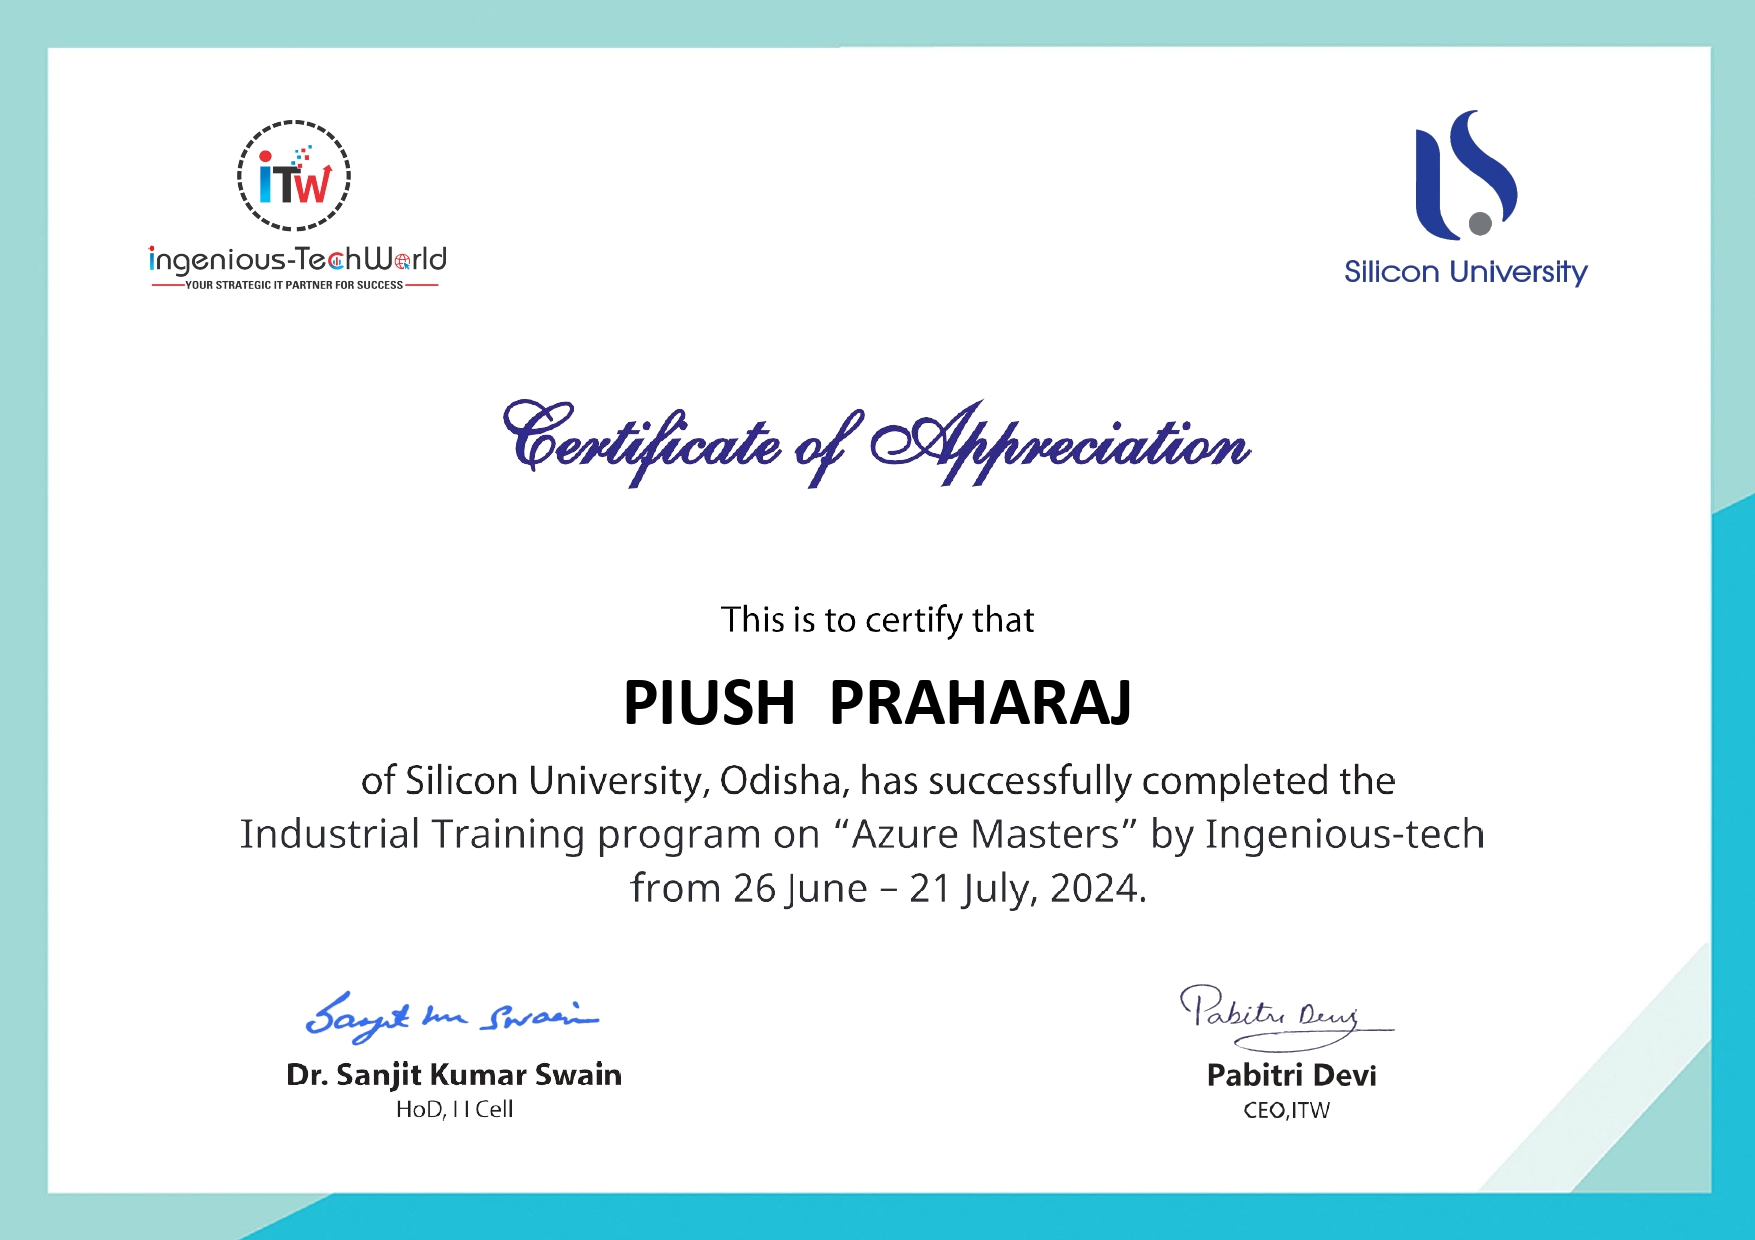 iTW
ingenious-TechWorld
YOUR STRATEGIC IT PARTNER FOR SUCCESS
Silicon University
Certificate of Appreciation
This is to certify that
PIUSH PRAHARAJ
of Silicon University, Odisha, has successfully completed the
Industrial Training program on “Azure Masters” by Ingenious-tech
from 26 June – 21 July, 2024.
Sanjit Kr Swain
Pabitri Devi
Dr. Sanjit Kumar Swain
Pabitri Devi
HoD, I I Cell
CEO,ITW